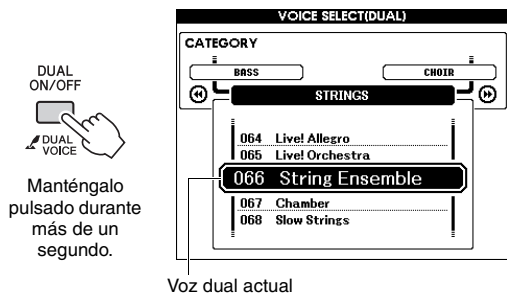 DUAL
ON/OFF
DUAL
VOICE
Manténgalo
pulsado durante
más de un
segundo.
VOICE SELECT(DUAL)
CATEGORY
BASS
CHOIR
STRINGS
064 Live! Allegro
065 Live! Orchestra
066 String Ensemble
067 Chamber
068 Slow Strings
Voz dual actual